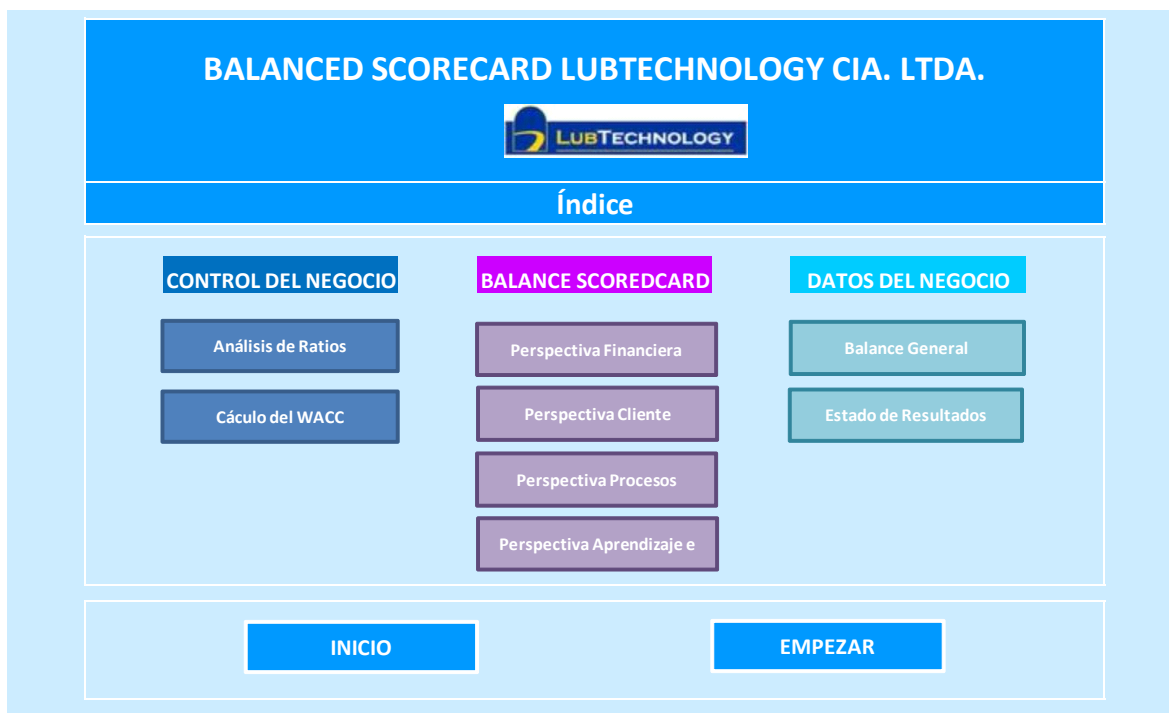 BALANCED SCORECARD LUBTECHNOLOGY CIA. LTDA.
LUBTECHNOLOGY
Índice
CONTROL DEL NEGOCIO
Análisis de Ratios
Cáculo del WACC
BALANCE SCOREDCARD
Perspectiva Financiera
Perspectiva Cliente
Perspectiva Procesos
Perspectiva Aprendizaje e
DATOS DEL NEGOCIO
Balance General
Estado de Resultados
INICIO
EMPEZAR